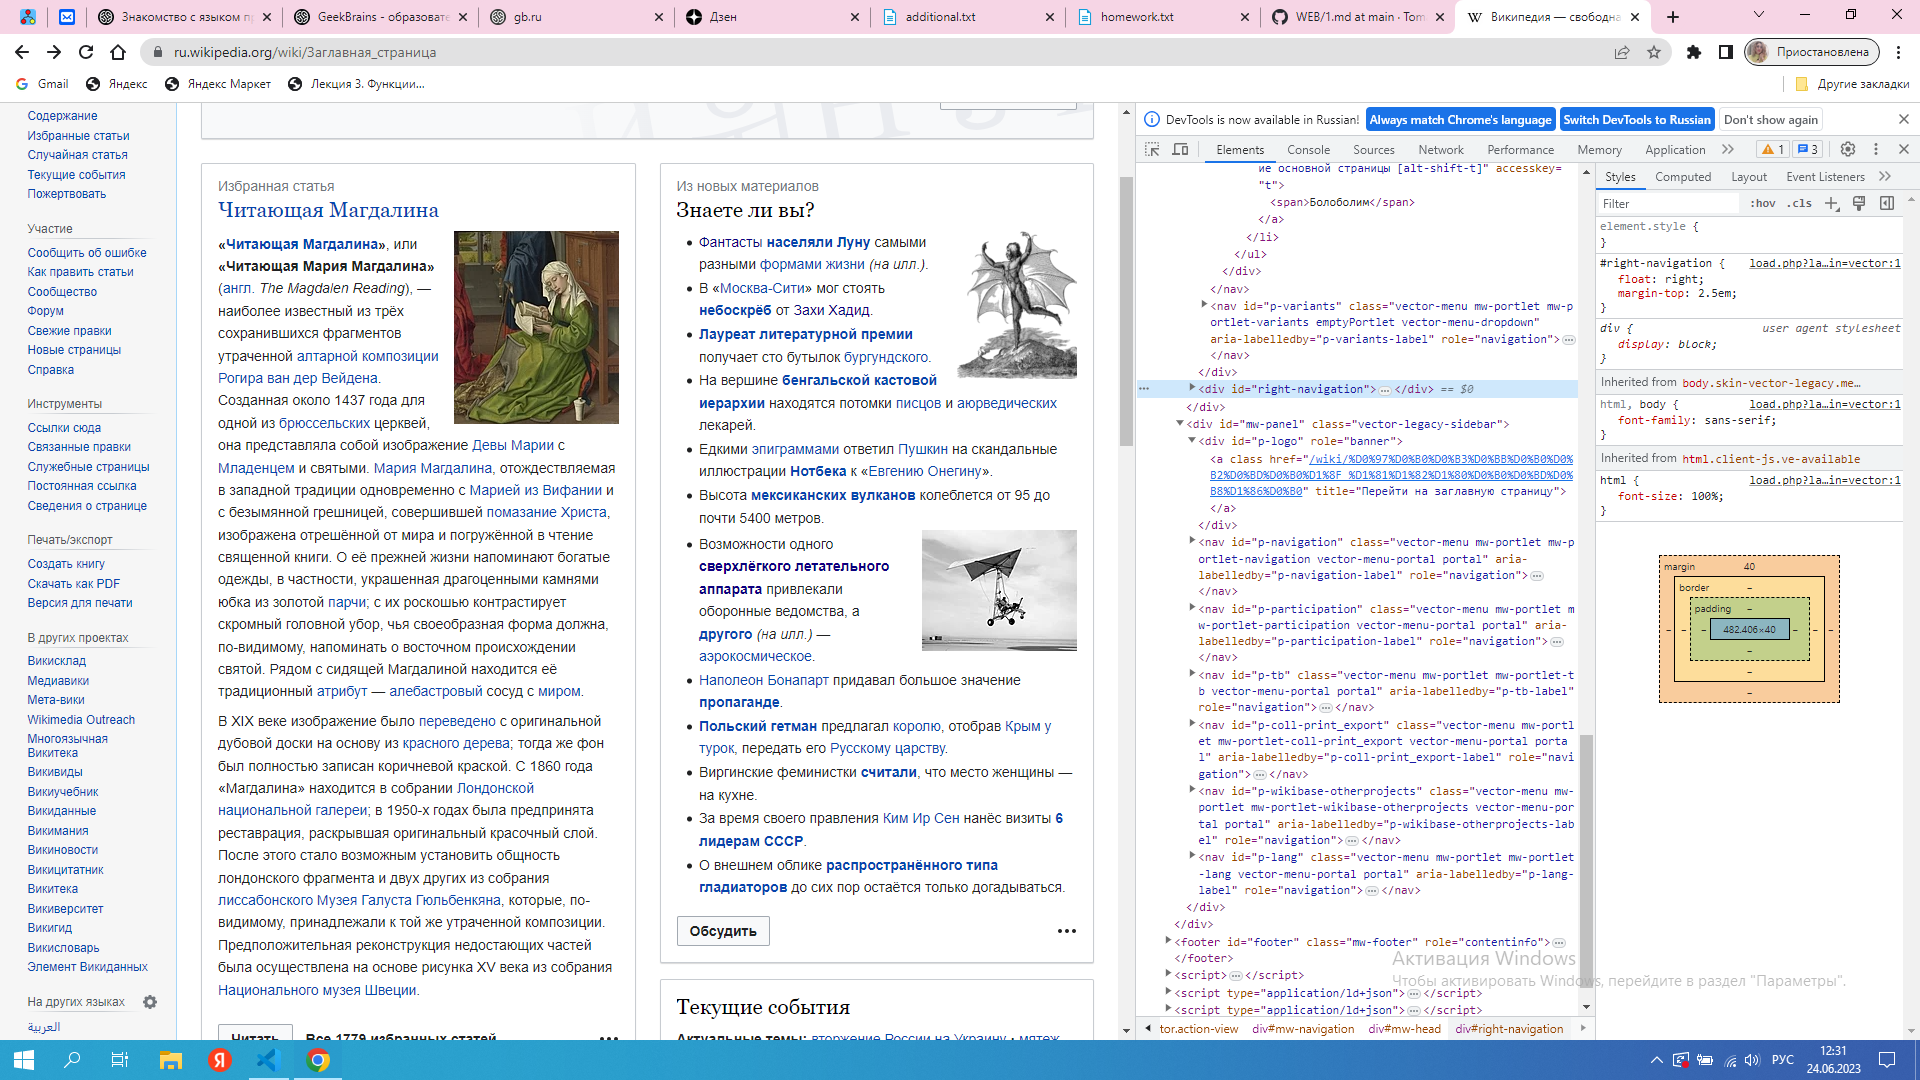 Знакомство с языком п
GeekBrains - образовате
gb.ru
Дзен
additional.txt
homework.txt
WEB/1.md at main · Tom
Википедия — свободна
ru.wikipedia.org/wiki/Заглавная_страница
Приостановлена
Gmail
Яндекс
Яндекс Маркет
Лекция 3. Функции...
Другие закладки
Содержание
Избранные статьи
Случайная статья
Текущие события
Пожертвовать
Участие
Сообщить об ошибке
Как править статьи
Сообщество
Форум
Свежие правки
Новые страницы
Справка
Инструменты
Ссылки сюда
Связанные правки
Служебные страницы
Постоянная ссылка
Сведения о странице
Печать/экспорт
Создать книгу
Скачать как PDF
Версия для печати
В других проектах
Викисклад
Медиавики
Мета-вики
Wikimedia Outreach
Многоязычная
Викитека
Викивиды
Викиучебник
Викиданные
Викимания
Викиновости
Викицитатник
Викитека
Викиверситет
Викигид
Викисловарь
Элемент Викиданных
На других языках
العربية
Избранная статья
Читающая Магдалина
«Читающая Магдалина», или
«Читающая Мария Магдалина»
(англ. The Magdalen Reading), —
наиболее известный из трёх
сохранившихся фрагментов
утраченной алтарной композиции
Рогира ван дер Вейдена.
Созданная около 1437 года для
одной из брюссельских церквей,
она представляла собой изображение Девы Марии с
Младенцем и святыми. Мария Магдалина, отождествляемая
в западной традиции одновременно с Марией из Вифании и
с безымянной грешницей, совершившей помазание Христа,
изображена отрешённой от мира и погружённой в чтение
священной книги. О её прежней жизни напоминают богатые
одежды, в частности, украшенная драгоценными камнями
юбка из золотой парчи; с их роскошью контрастирует
скромный головной убор, чья своеобразная форма должна,
по-видимому, напоминать о восточном происхождении
святой. Рядом с сидящей Магдалиной находится её
традиционный атрибут — алебастровый сосуд с миром.
В XIX веке изображение было переведено с оригинальной
дубовой доски на основу из красного дерева; тогда же фон
был полностью записан коричневой краской. С 1860 года
«Магдалина» находится в собрании Лондонской
национальной галереи; в 1950-х годах была предпринята
реставрация, раскрывшая оригинальный красочный слой.
После этого стало возможным установить общность
лондонского фрагмента и двух других из собрания
лиссабонского Музея Галуста Гюльбенкяна, которые, по-
видимому, принадлежали к той же утраченной композиции.
Предположительная реконструкция недостающих частей
была осуществлена на основе рисунка XV века из собрания
Национального музея Швеции.
Читать
Все 1779 избранных статей
Из новых материалов
Знаете ли вы?
Фантасты населяли Луну самыми
разными формами жизни (на илл.).
В «Москва-Сити» мог стоять
небоскрёб от Захи Хадид.
Лауреат литературной премии
получает сто бутылок бургундского.
На вершине бенгальской кастовой
иерархии находятся потомки писцов и аюрведических
лекарей.
Едкими эпиграммами ответил Пушкин на скандальные
иллюстрации Нотбека к «Евгению Онегину».
Высота мексиканских вулканов колеблется от 95 до
почти 5400 метров.
Возможности одного
сверхлёгкого летательного
аппарата привлекали
оборонные ведомства, а
другого (на илл.) —
аэрокосмическое.
Наполеон Бонапарт придавал большое значение
пропаганде.
Польский гетман предлагал королю, отобрав Крым у
турок, передать его Русскому царству.
Виргинские феминистки считали, что место женщины —
на кухне.
За время своего правления Ким Ир Сен нанёс визиты 6
лидерам СССР.
О внешнем облике распространённого типа
гладиаторов до сих пор остаётся только догадываться.
Обсудить
Текущие события
Актуальные темы: вторжение России на Украину · мятеж
DevTools is now available in Russian!
Always match Chrome's language
Switch DevTools to Russian
Don't show again
Elements
Console
Sources
Network
Performance
Memory
Application
1
3
ие основной страницы [alt-shift-t]" accesskey=
"t">
<span>Болоболим</span>
</a>
</li>
</ul>
</div>
</nav>
<nav id="p-variants" class="vector-menu mw-portlet mw-p
ortlet-variants emptyPortlet vector-menu-dropdown"
aria-labelledby="p-variants-label" role="navigation">
</nav>
</div>
<div id="right-navigation"> </div> == $0
</div>
<div id="mw-panel" class="vector-legacy-sidebar">
<div id="p-logo" role="banner">
<a class href="/wiki/%D0%97%D0%B0%D0%B3%D0%BB%D0%B0%D0%
B2%D0%BD%D0%B0%D1%8F_%D1%81%D1%82%D1%80%D0%B0%D0%BD%D0%
B8%D1%86%D0%B0" title="Перейти на заглавную страницу">
</a>
</div>
<nav id="p-navigation" class="vector-menu mw-portlet mw-p
ortlet-navigation vector-menu-portal portal" aria-
labelledby="p-navigation-label" role="navigation">
</nav>
<nav id="p-participation" class="vector-menu mw-portlet m
w-portlet-participation vector-menu-portal portal" aria-
labelledby="p-participation-label" role="navigation">
</nav>
<nav id="p-tb" class="vector-menu mw-portlet mw-portlet-t
b vector-menu-portal portal" aria-labelledby="p-tb-label"
role="navigation"> </nav>
<nav id="p-coll-print_export" class="vector-menu mw-portl
et mw-portlet-coll-print_export vector-menu-portal porta
l" aria-labelledby="p-coll-print_export-label" role="navi
gation"> </nav>
<nav id="p-wikibase-otherprojects" class="vector-menu mw-
portlet mw-portlet-wikibase-otherprojects vector-menu-por
tal portal" aria-labelledby="p-wikibase-otherprojects-lab
el" role="navigation"> </nav>
<nav id="p-lang" class="vector-menu mw-portlet mw-portlet
-lang vector-menu-portal portal" aria-labelledby="p-lang-
label" role="navigation"> </nav>
</div>
</div>
<footer id="footer" class="mw-footer" role="contentinfo">
</footer>
<script> </script>
<script type="application/ld+json"> </script>
<script type="application/ld+json"> </script>
tor.action-view
div#mw-navigation
div#mw-head
div#right-navigation
Styles
Computed
Layout
Event Listeners
Filter
:hov
.cls
element.style {
}
#right-navigation {
load.php?la…in=vector:1
float: right;
margin-top: 2.5em;
}
div {
user agent stylesheet
display: block;
}
Inherited from body.skin-vector-legacy.me…
html, body {
load.php?la…in=vector:1
font-family: sans-serif;
}
Inherited from html.client-js.ve-available
html {
load.php?la…in=vector:1
font-size: 100%;
}
margin
40
border
padding
482.406×40
Активация Windows
Чтобы активировать Windows, перейдите в раздел "Параметры".
РУС
12:31
24.06.2023